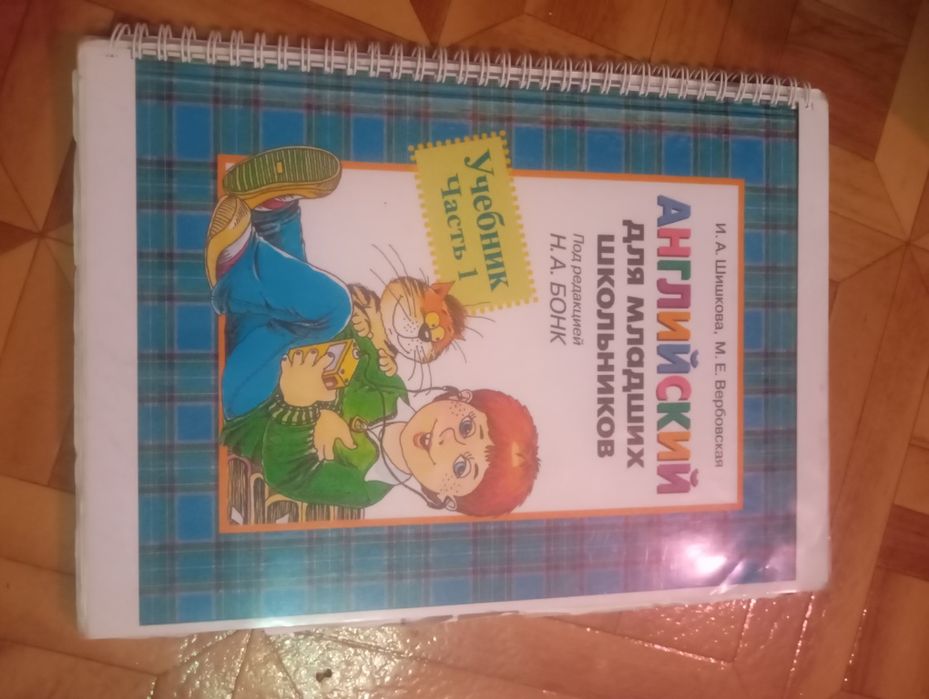 И. А. Шишкова, М. Е. Вербовская
АНГЛИЙСКИЙ
для младших
школьников
Под редакцией
Н. А. БОНК
Учебник
Часть 1